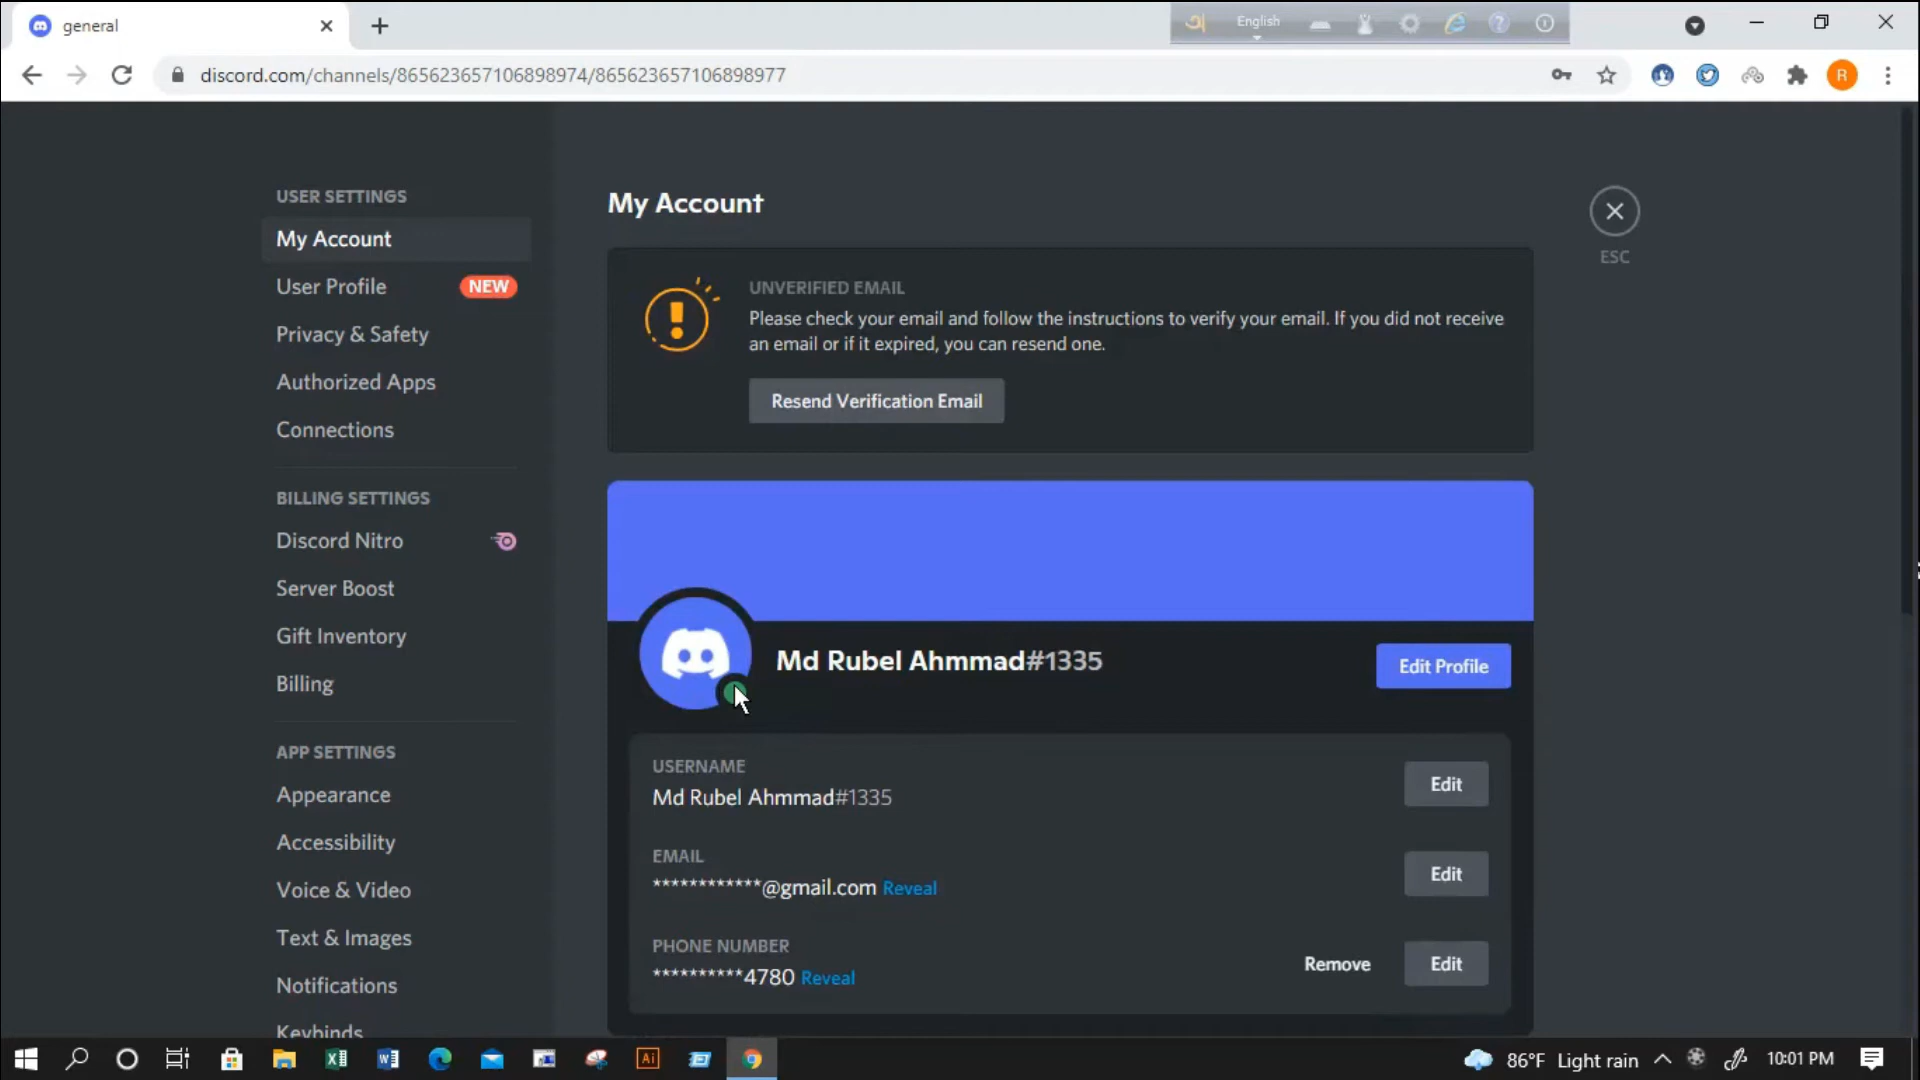 general
English
discord.com/channels/865623657106898974/865623657106898977
R
USER SETTINGS
My Account
User Profile
NEW
Privacy & Safety
Authorized Apps
Connections
BILLING SETTINGS
Discord Nitro
Server Boost
Gift Inventory
Billing
APP SETTINGS
Appearance
Accessibility
Voice & Video
Text & Images
Notifications
Keybinds
My Account
ESC
UNVERIFIED EMAIL
Please check your email and follow the instructions to verify your email. If you did not receive
an email or if it expired, you can resend one.
Resend Verification Email
Md Rubel Ahmmad#1335
Edit Profile
USERNAME
Md Rubel Ahmmad#1335
Edit
EMAIL
************@gmail.com Reveal
Edit
PHONE NUMBER
**********4780 Reveal
Remove
Edit
Ai
86°F Light rain
10:01 PM